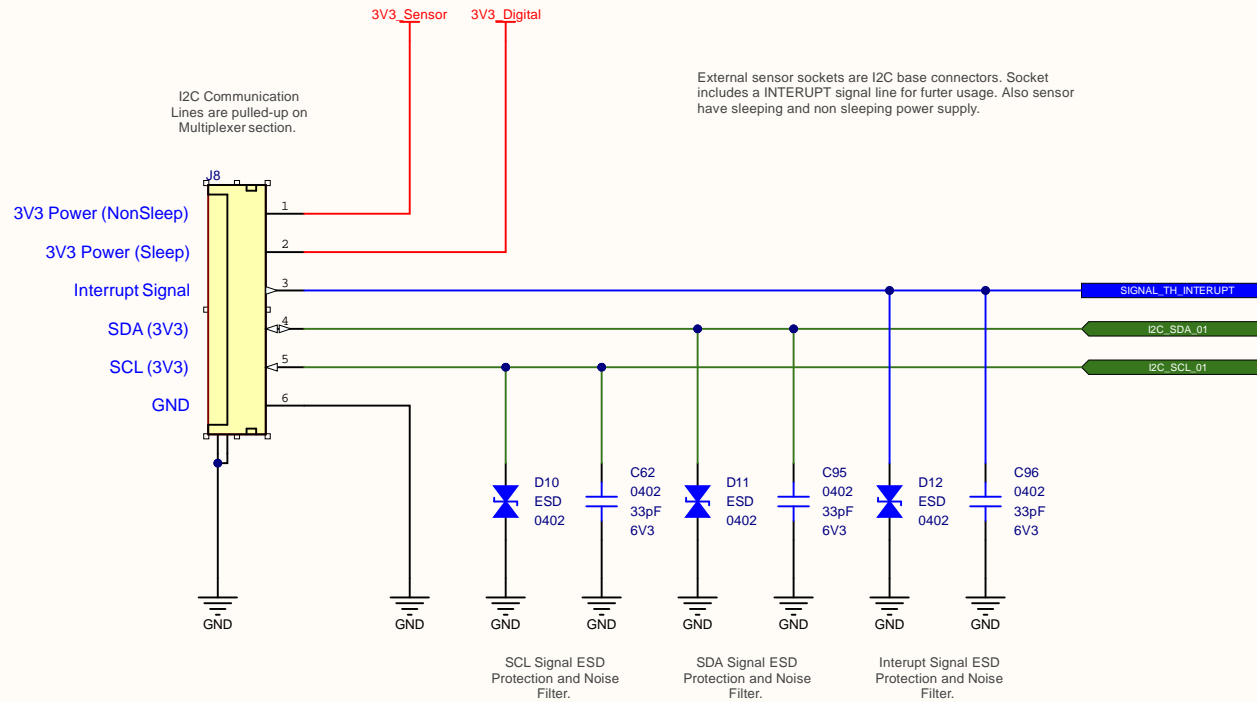 3V3_Sensor
3V3_Digital
I2C Communication
Lines are pulled-up on
Multiplexer section.
External sensor sockets are I2C base connectors. Socket
includes a INTERUPT signal line for furter usage. Also sensor
have sleeping and non sleeping power supply.
J8
3V3 Power (NonSleep)
1
3V3 Power (Sleep)
2
Interrupt Signal
3
SIGNAL_TH_INTERUPT
SDA (3V3)
4
I2C_SDA_01
SCL (3V3)
5
I2C_SCL_01
GND
6
D10
ESD
0402
C62
0402
33pF
6V3
D11
ESD
0402
C95
0402
33pF
6V3
D12
ESD
0402
C96
0402
33pF
6V3
GND
GND
GND
GND
GND
GND
GND
GND
SCL Signal ESD
Protection and Noise
Filter.
SDA Signal ESD
Protection and Noise
Filter.
Interupt Signal ESD
Protection and Noise
Filter.